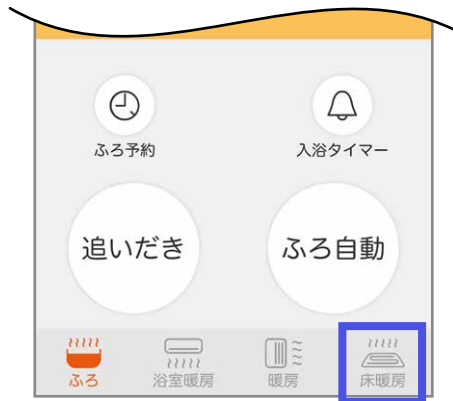 ふろ予約
入浴タイマー
追いだき
ふろ自動
ふろ
浴室暖房
暖房
床暖房